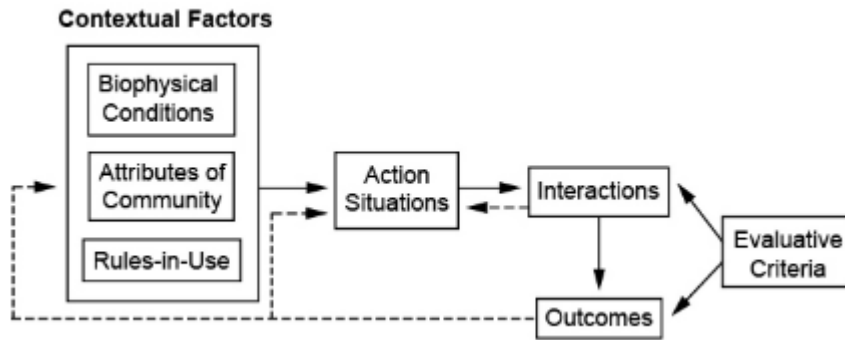 Contextual Factors
Biophysical
Conditions
Attributes of
Community
Rules-in-Use
Action
Situations
Interactions
Outcomes
Evaluative
Criteria